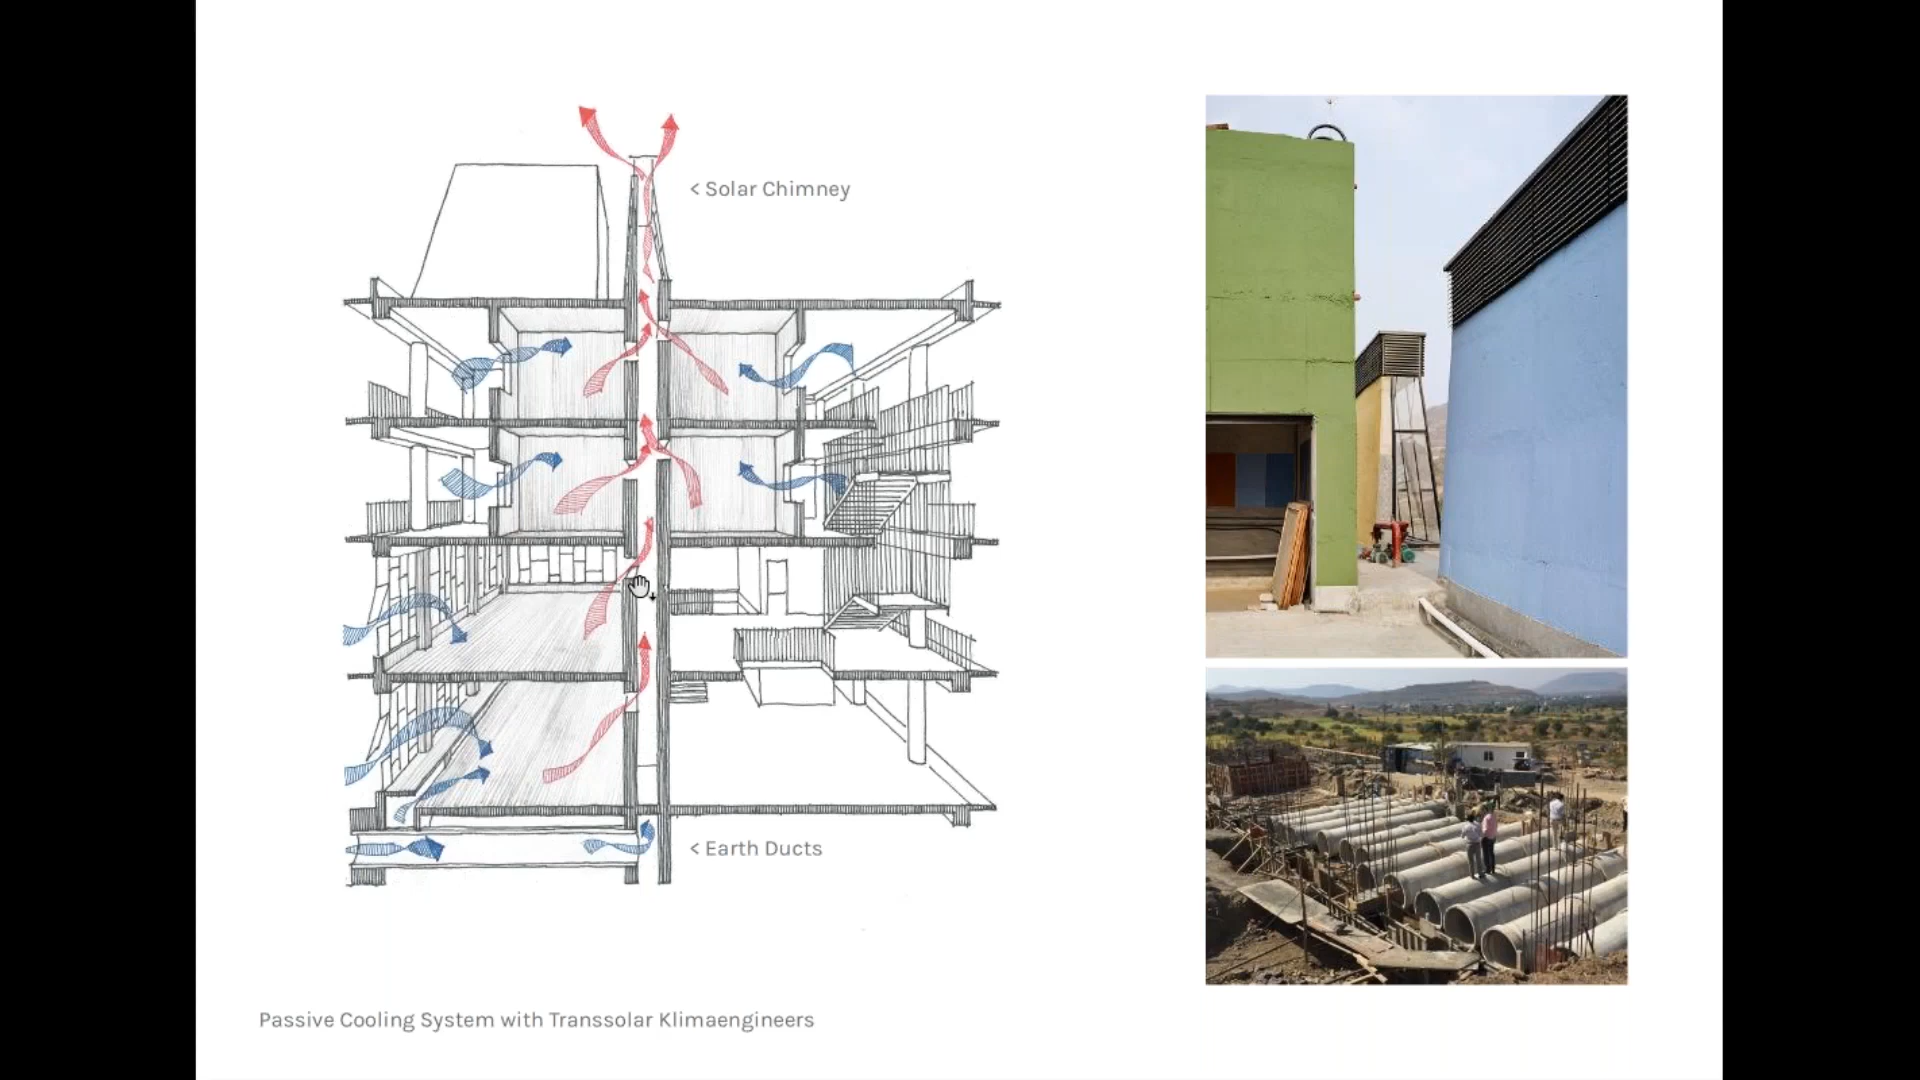 < Solar Chimney
< Earth Ducts
Passive Cooling System with Transsolar Klimaengineers